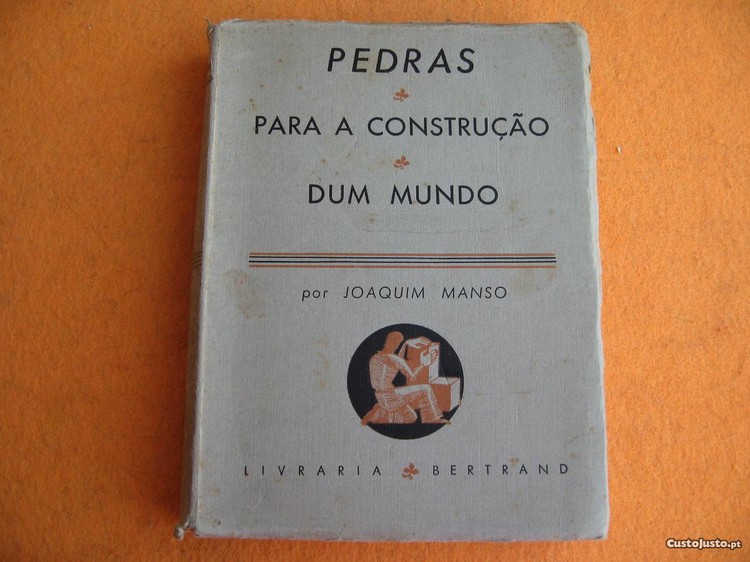 PEDRAS
PARA A CONSTRUÇÃO
DUM MUNDO
por JOAQUIM MANSO
LIVRARIA BERTRAND
CustoJusto.pt